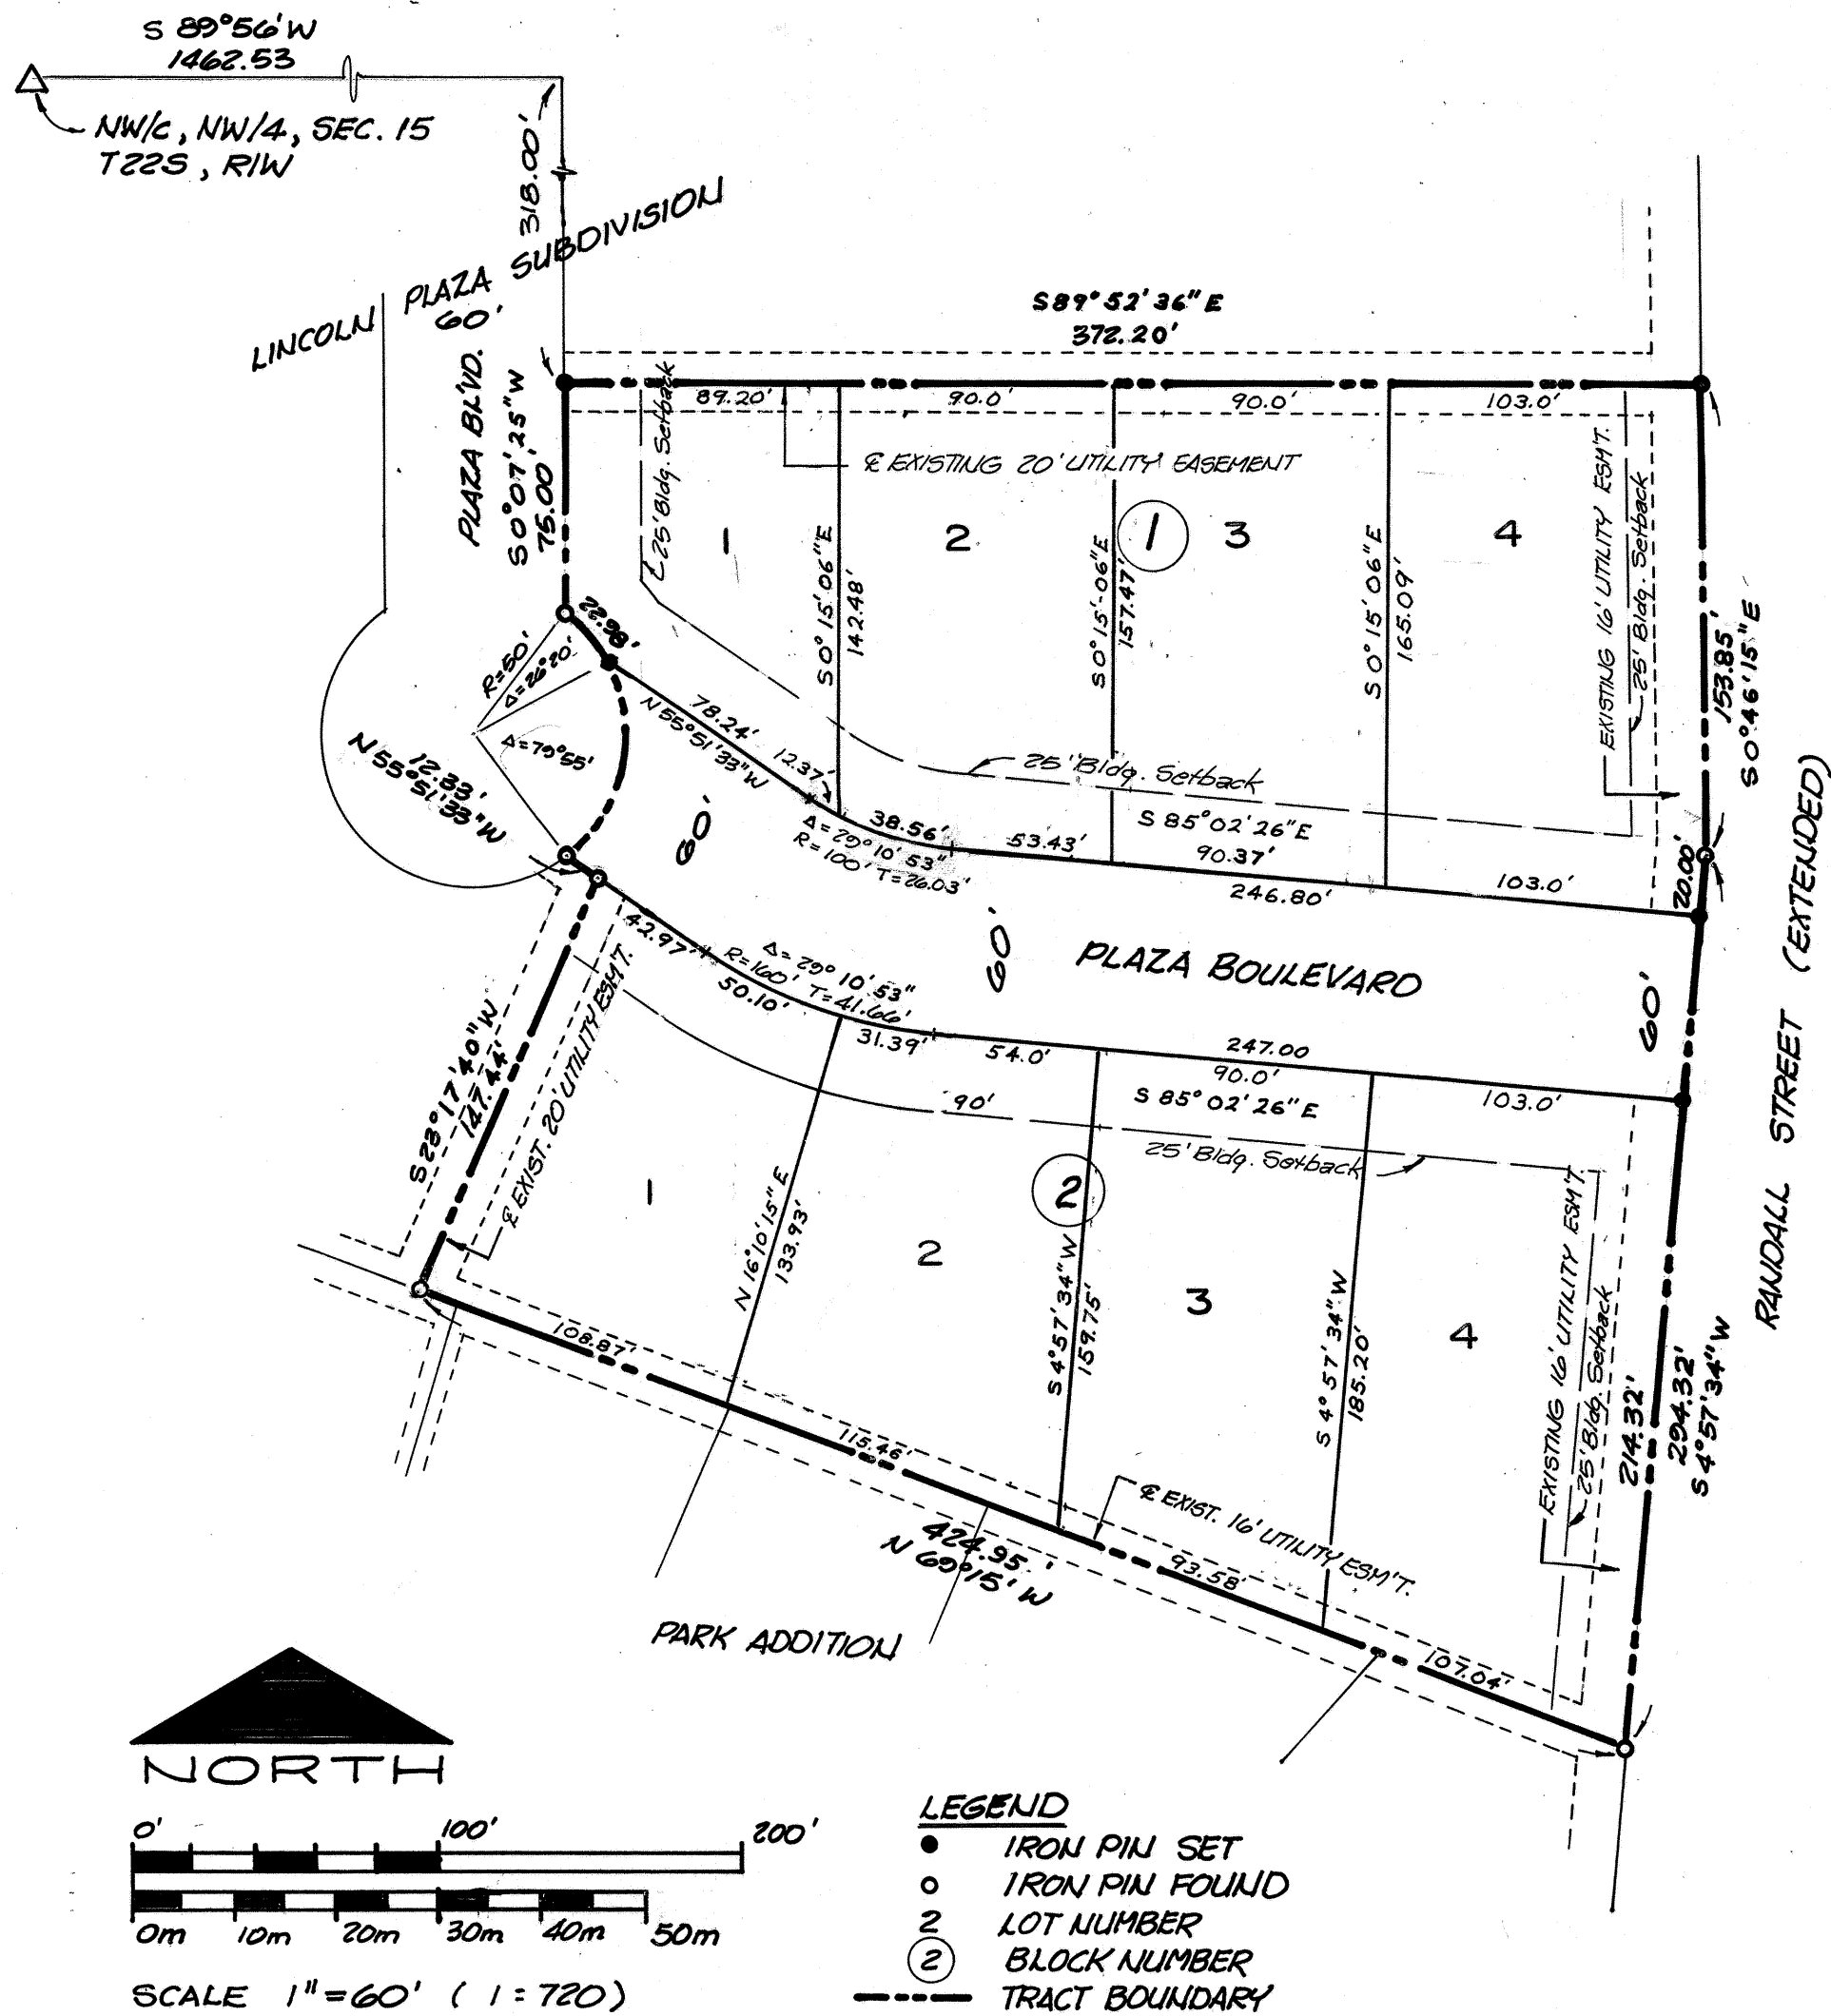 S 89°56'W
1462.53
NW/C, NW/4, SEC. 15
T22S, R1W
318.00'
LINCOLN PLAZA SUBDIVISION
60'
PLAZA BL'VD.
S0°07'25"W
75.00'
S89°52'36"E
372.20'
89.20'
90.0'
90.0'
103.0'
25' Bldg. Setback
℄ EXISTING 20' UTILITY EASEMENT
1
2
1
3
4
S 0°15'06"E
142.48'
S 0°15'-06"E
157.47'
S 0°15'06"E
165.09'
EXISTING 16' UTILITY ESM'T.
25' Bldg. Setback
153.85'
S0°46'15"E
22.98'
R=50'
Δ=26°20'
Δ=79°55'
12.33'
N55°51'33"W
78.24'
N55°51'33"W
12.37'
25' Bldg. Setback
38.56'
Δ=29°10'53"
R=100' T=26.03'
53.43'
S 85°02'26"E
90.37'
246.80'
103.0'
20.00'
60'
60'
PLAZA BOULEVARD
60'
RANDALL STREET (EXTENDED)
42.97'
Δ=29°10'53"
R=160' T=41.66'
50.10'
31.39'
54.0'
247.00
90.0'
S 85°02'26"E
103.0'
90'
25' Bldg. Setback
S23°17'40"W
147.44'
℄ EXIST. 20' UTILITY ESM'T.
1
2
2
3
4
N 16°10'15"E
133.93'
S 4°57'34"W
159.75'
S 4°57'34"W
185.20'
EXISTING 16' UTILITY ESM'T.
25' Bldg. Setback
214.32'
294.32'
S4°57'34"W
108.87'
115.46'
93.58'
107.04'
℄ EXIST. 16' UTILITY ESM'T.
424.95'
N 69°15' W
PARK ADDITION
NORTH
0' 100' 200'
0m 10m 20m 30m 40m 50m
SCALE 1"=60' (1:720)
LEGEND
IRON PIN SET
IRON PIN FOUND
2 LOT NUMBER
2 BLOCK NUMBER
TRACT BOUNDARY